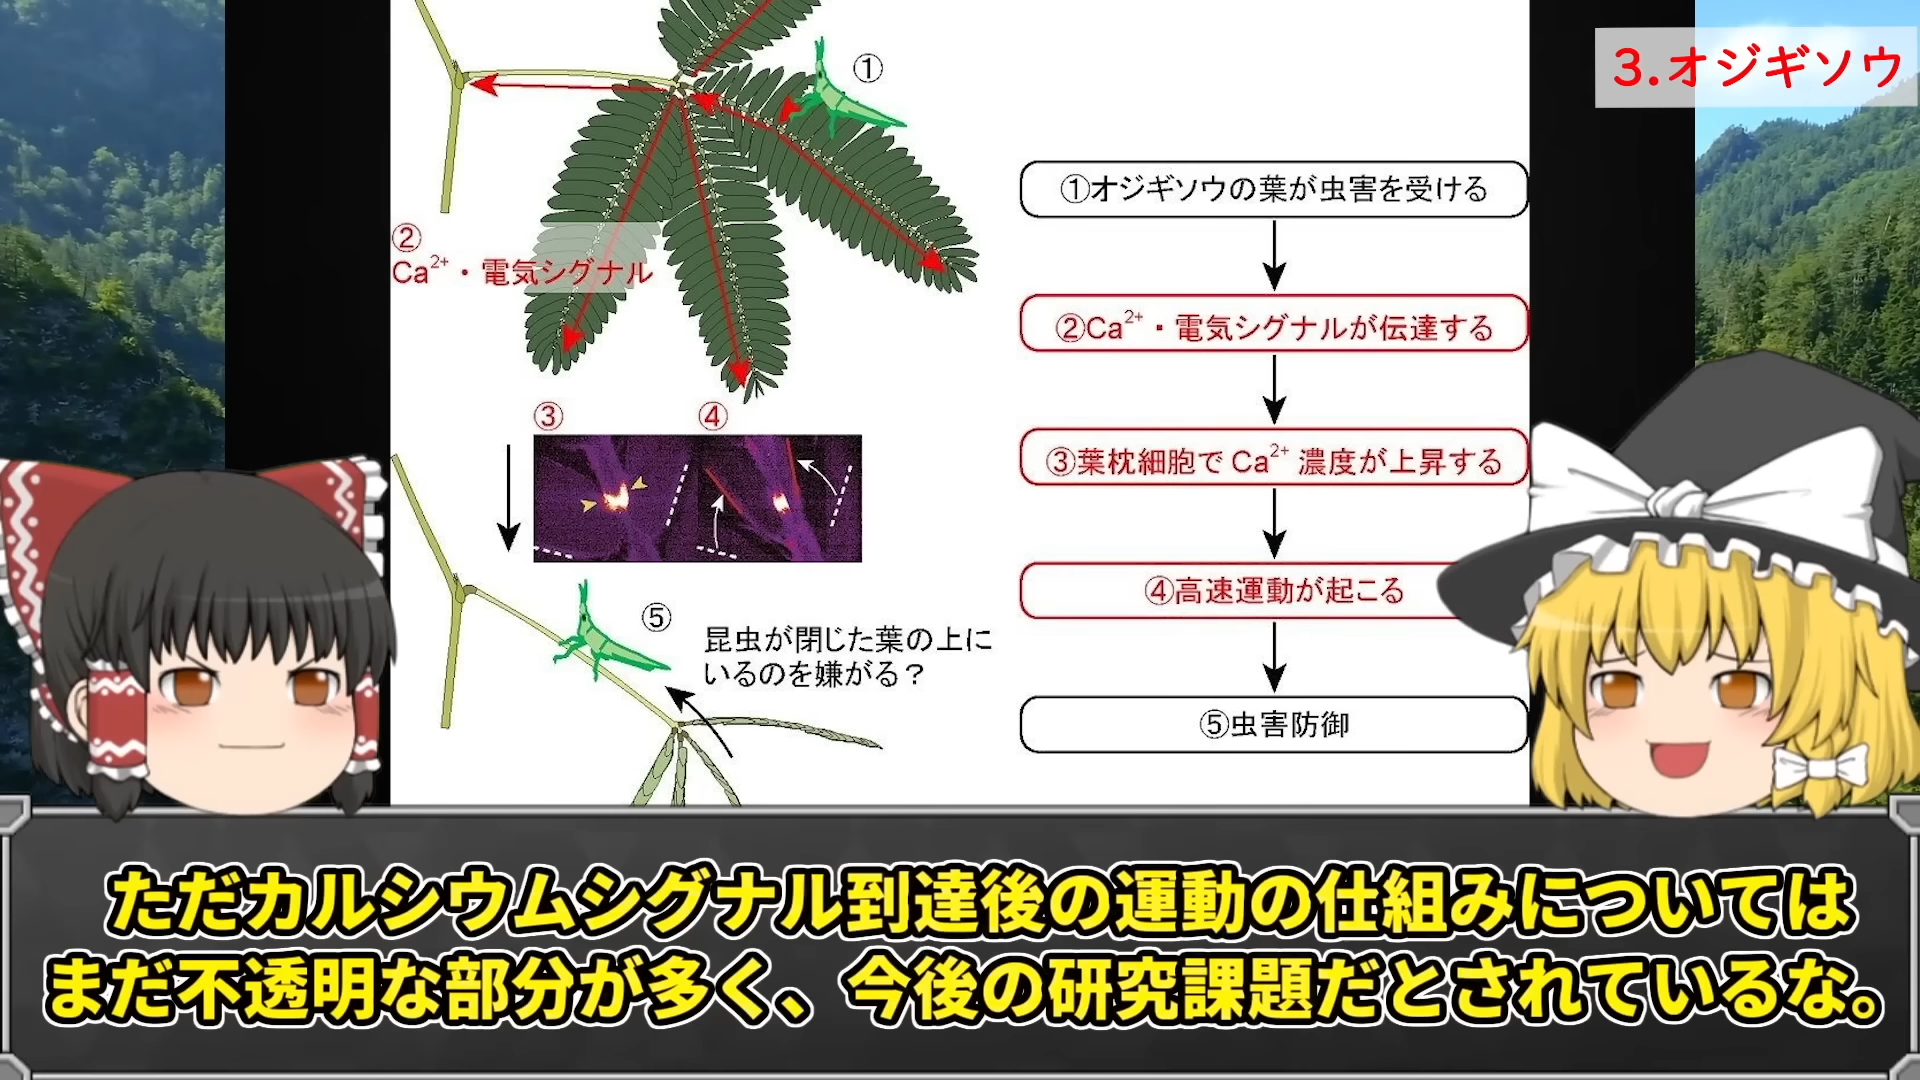 3.オジギソウ
①
②
Ca2+・電気シグナル
③ ④
⑤
昆虫が閉じた葉の上に
いるのを嫌がる？
①オジギソウの葉が虫害を受ける
②Ca2+・電気シグナルが伝達する
③葉枕細胞でCa2+濃度が上昇する
④高速運動が起こる
⑤虫害防御
ただカルシウムシグナル到達後の運動の仕組みについては
まだ不透明な部分が多く、今後の研究課題だとされているな。